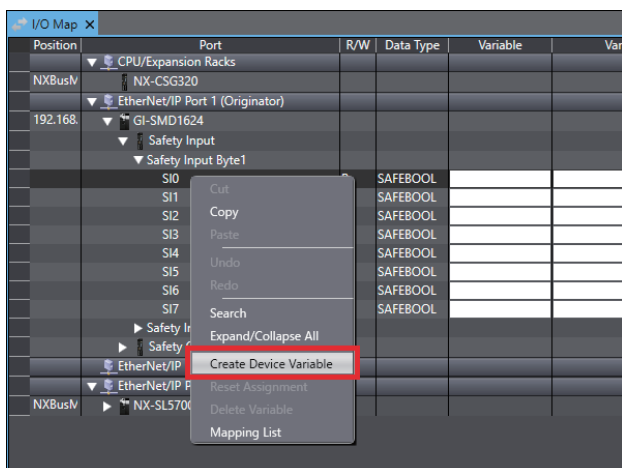 I/O Map
Position Port R/W Data Type Variable Var
CPU/Expansion Racks
NXBusM NX-CSG320
EtherNet/IP Port 1 (Originator)
192.168. GI-SMD1624
Safety Input
Safety Input Byte1
SI0 SAFEBOOL
SI1 SAFEBOOL
SI2 SAFEBOOL
SI3 SAFEBOOL
SI4 SAFEBOOL
SI5 SAFEBOOL
SI6 SAFEBOOL
SI7 SAFEBOOL
Safety In
Safety
EtherNet/IP
EtherNet/IP P
NXBusM NX-SL5700
Cut
Copy
Paste
Undo
Redo
Search
Expand/Collapse All
Create Device Variable
Reset Assignment
Delete Variable
Mapping List